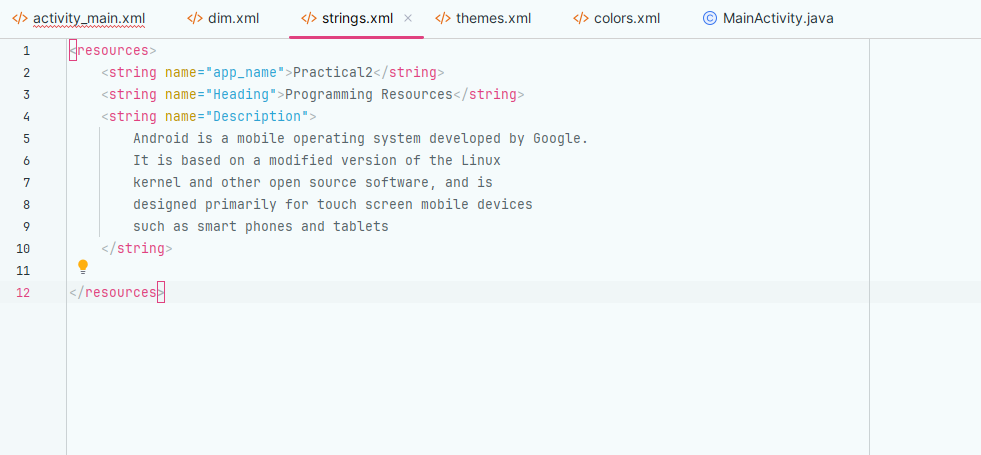 activity_main.xml dim.xml strings.xml themes.xml colors.xml MainActivity.java
1 <resources>
2 <string name="app_name">Practical2</string>
3 <string name="Heading">Programming Resources</string>
4 <string name="Description">
5 Android is a mobile operating system developed by Google.
6 It is based on a modified version of the Linux
7 kernel and other open source software, and is
8 designed primarily for touch screen mobile devices
9 such as smart phones and tablets
10 </string>
11
12 </resources>